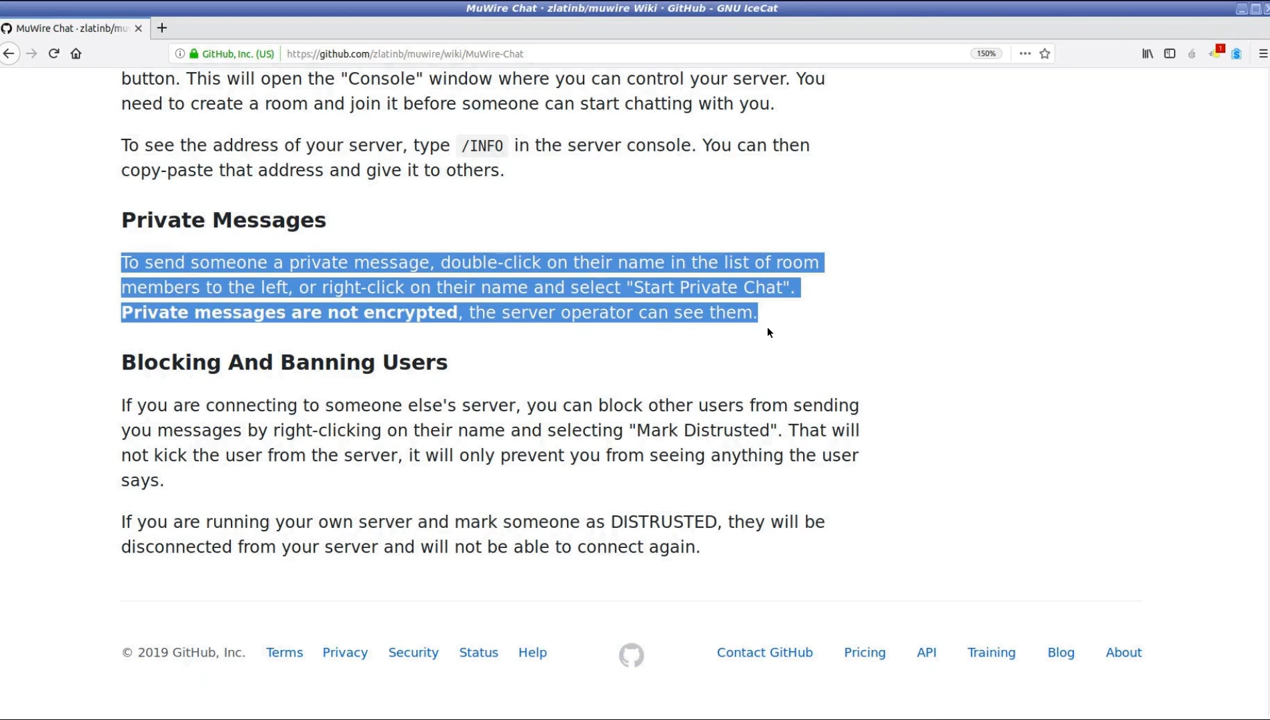 MuWire Chat · zlatinb/muwire Wiki · GitHub - GNU IceCat
MuWire Chat · zlatinb/mu
GitHub, Inc. (US)
https://github.com/zlatinb/muwire/wiki/MuWire-Chat
150%
1
button. This will open the "Console" window where you can control your server. You
need to create a room and join it before someone can start chatting with you.
To see the address of your server, type /INFO in the server console. You can then
copy-paste that address and give it to others.
Private Messages
To send someone a private message, double-click on their name in the list of room
members to the left, or right-click on their name and select "Start Private Chat".
Private messages are not encrypted, the server operator can see them.
Blocking And Banning Users
If you are connecting to someone else's server, you can block other users from sending
you messages by right-clicking on their name and selecting "Mark Distrusted". That will
not kick the user from the server, it will only prevent you from seeing anything the user
says.
If you are running your own server and mark someone as DISTRUSTED, they will be
disconnected from your server and will not be able to connect again.
© 2019 GitHub, Inc. Terms Privacy Security Status Help Contact GitHub Pricing API Training Blog About